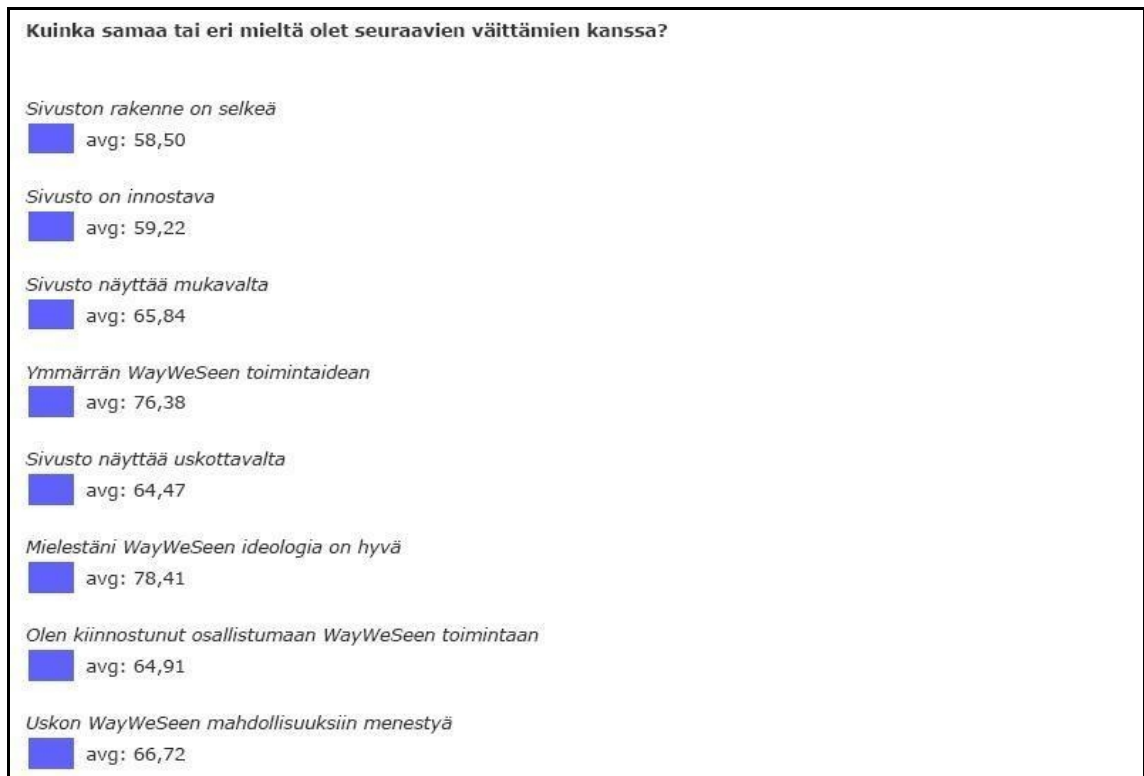 Kuinka samaa tai eri mieltä olet seuraavien väittämien kanssa?
Sivuston rakenne on selkeä
avg: 58,50
Sivusto on innostava
avg: 59,22
Sivusto näyttää mukavalta
avg: 65,84
Ymmärrän WayWeSeen toimintaidean
avg: 76,38
Sivusto näyttää uskottavalta
avg: 64,47
Mielestäni WayWeSeen ideologia on hyvä
avg: 78,41
Olen kiinnostunut osallistumaan WayWeSeen toimintaan
avg: 64,91
Uskon WayWeSeen mahdollisuuksiin menestyä
avg: 66,72